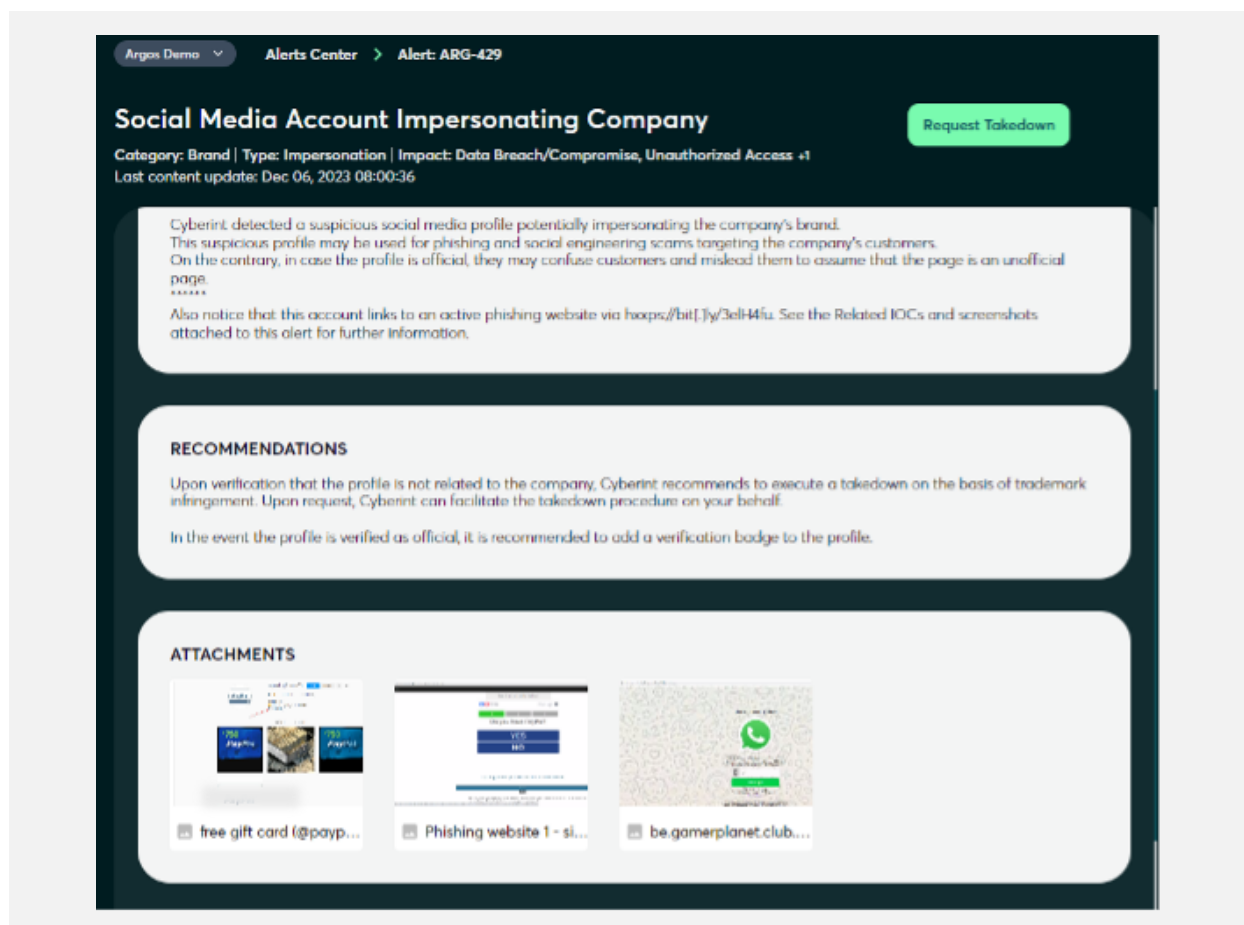 Argos Demo
Alerts Center > Alert: ARG-429
Social Media Account Impersonating Company
Request Takedown
Category: Brand | Type: Impersonation | Impact: Data Breach/Compromise, Unauthorized Access +1
Last content update: Dec 06, 2023 08:00:36
Cyberint detected a suspicious social media profile potentially impersonating the company's brand.
This suspicious profile may be used for phishing and social engineering scams targeting the company's customers.
On the contrary, in case the profile is official, they may confuse customers and mislead them to assume that the page is an unofficial
page.
******
Also notice that this account links to an active phishing website via hxxps://bit[.]ly/3elH4fu. See the Related IOCs and screenshots
attached to this alert for further information.
RECOMMENDATIONS
Upon verification that the profile is not related to the company, Cyberint recommends to execute a takedown on the basis of trademark
infringement. Upon request, Cyberint can facilitate the takedown procedure on your behalf.
In the event the profile is verified as official, it is recommended to add a verification badge to the profile.
ATTACHMENTS
YES
NO
free gift card (@payp...
Phishing website 1 - si...
be.gamerplanet.club....